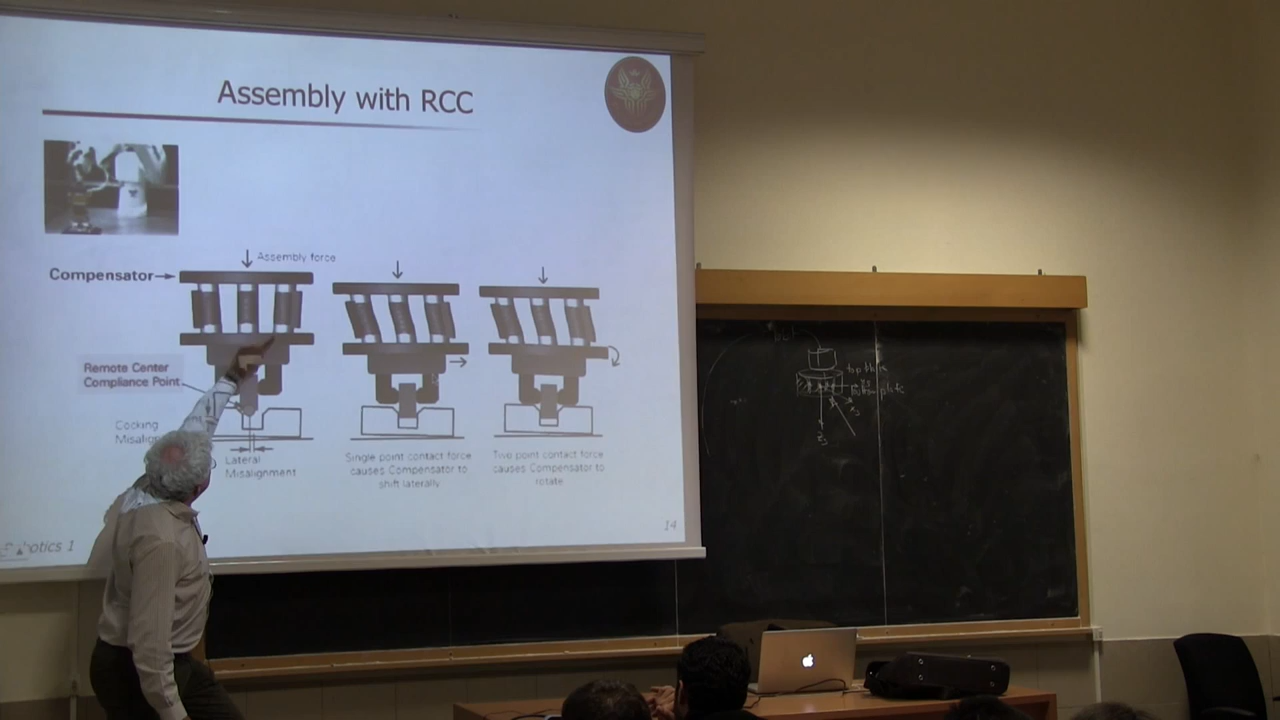 Assembly with RCC
Assembly force
Compensator
Remote Center
Compliance Point
Cocking
Lateral
Misalignment
Single point contact force
causes Compensator to
shift laterally
Two point contact force
causes Compensator to
rotate
14